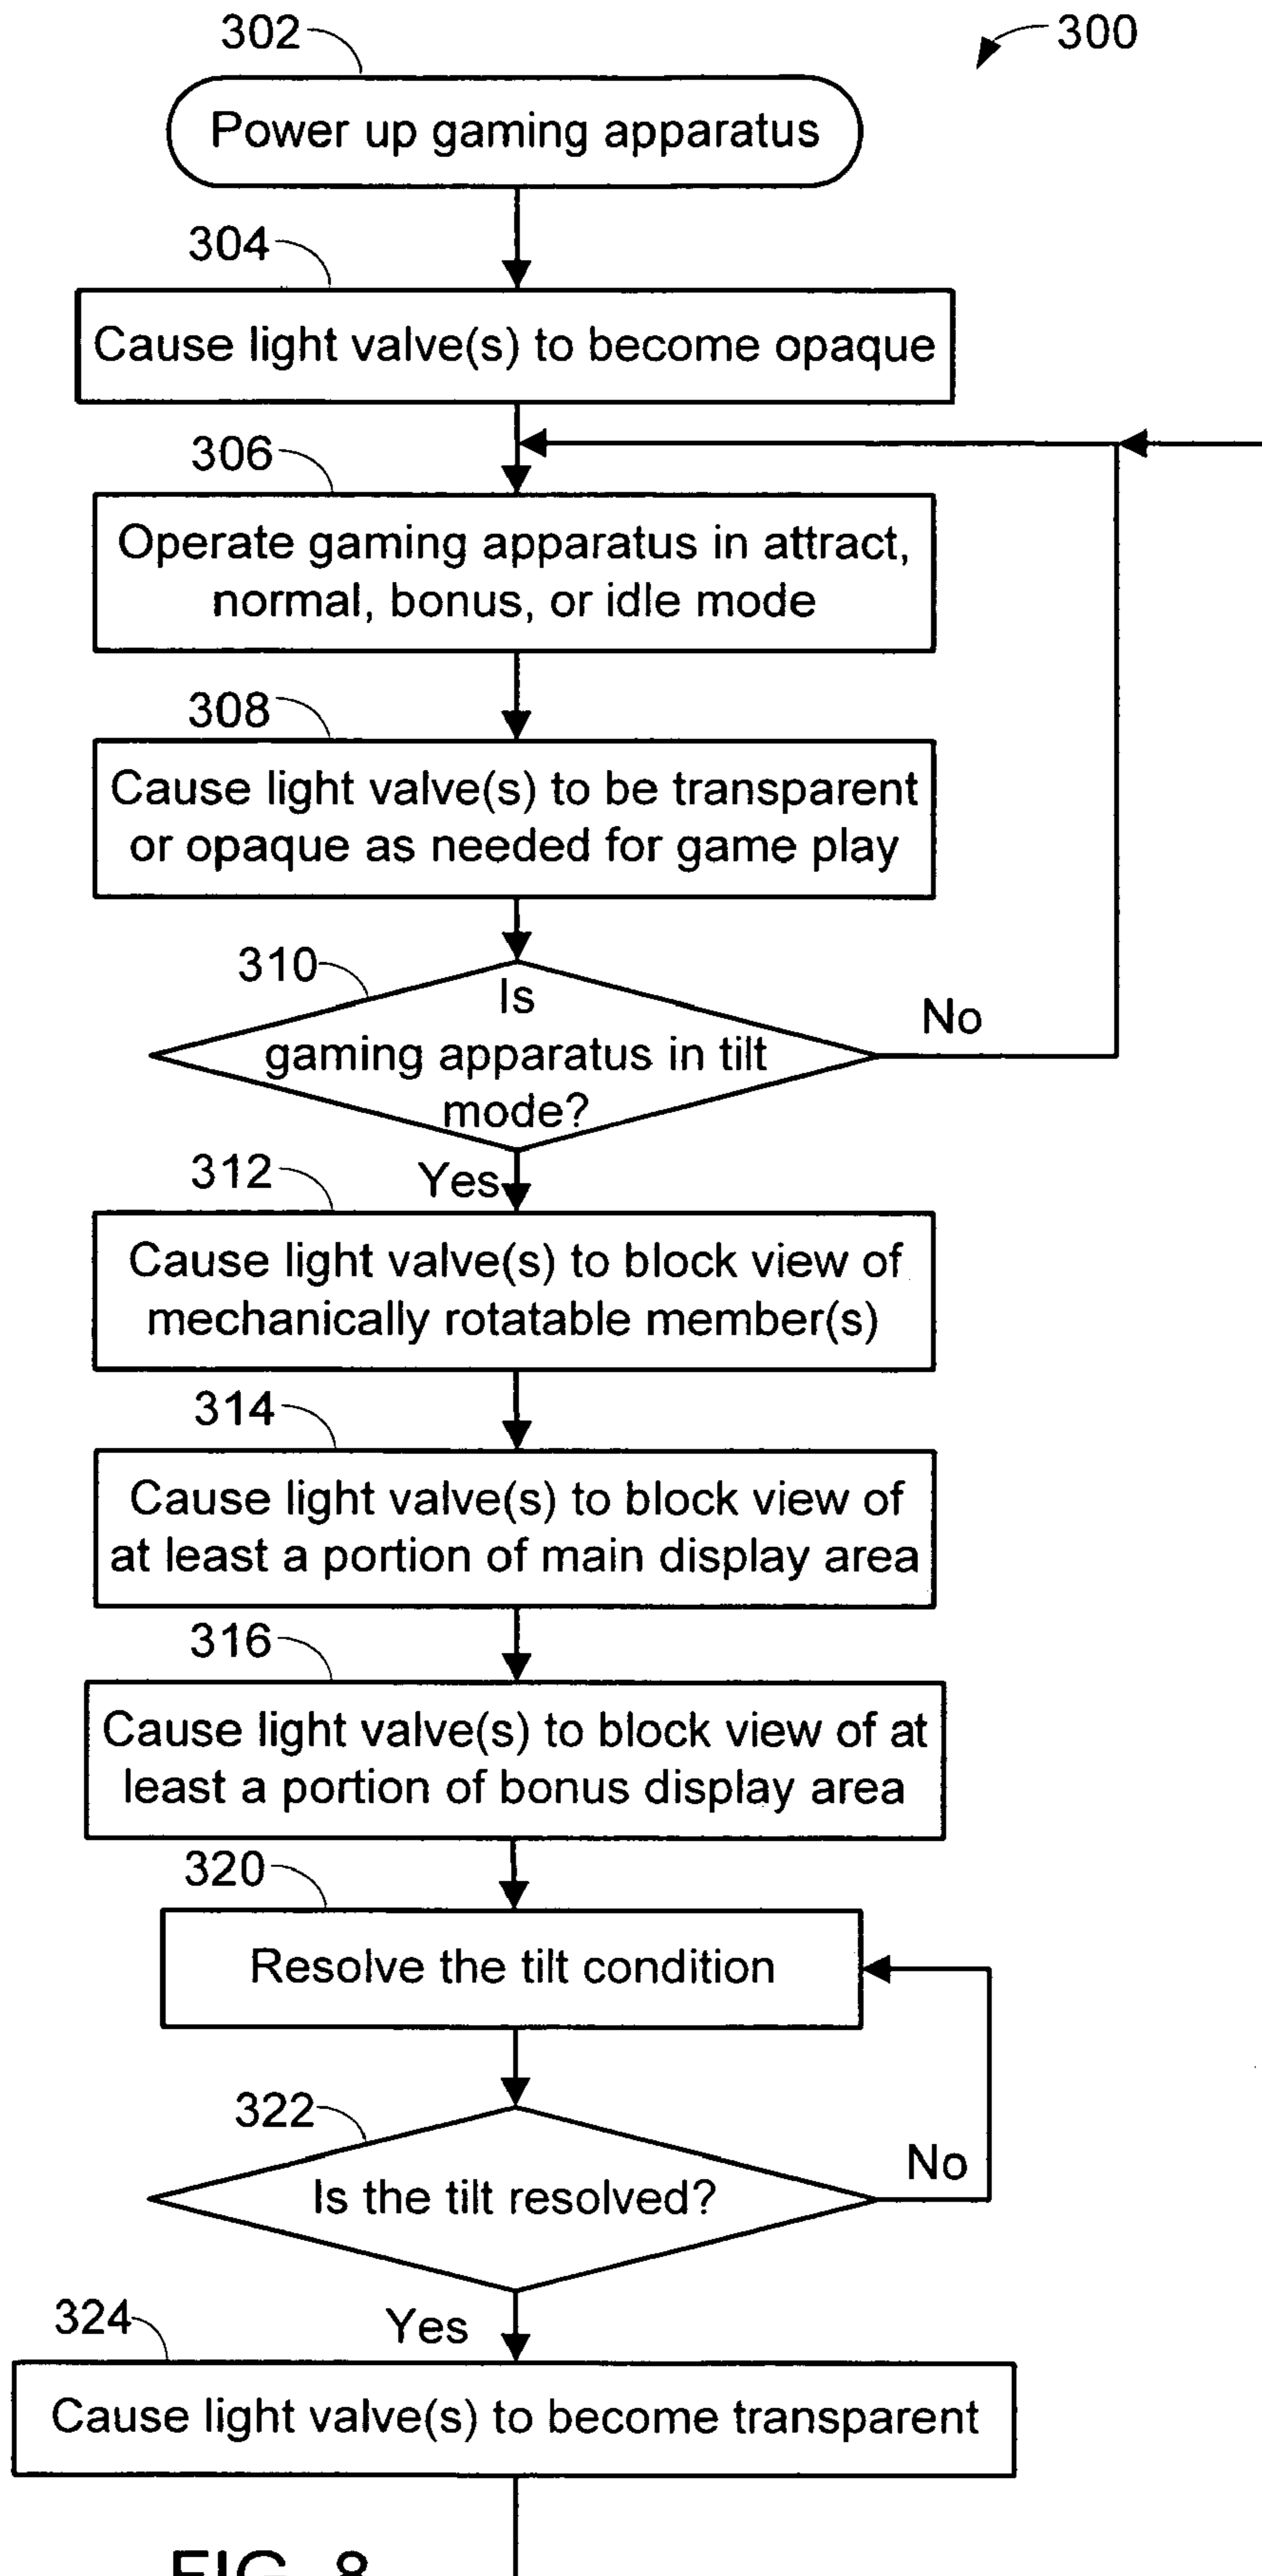 302
300
Power up gaming apparatus
304
Cause light valve(s) to become opaque
306
Operate gaming apparatus in attract,
normal, bonus, or idle mode
308
Cause light valve(s) to be transparent
or opaque as needed for game play
310
Is
gaming apparatus in tilt
mode?
No
Yes
312
Cause light valve(s) to block view of
mechanically rotatable member(s)
314
Cause light valve(s) to block view of
at least a portion of main display area
316
Cause light valve(s) to block view of at
least a portion of bonus display area
320
Resolve the tilt condition
322
Is the tilt resolved?
No
Yes
324
Cause light valve(s) to become transparent
FIG. 8